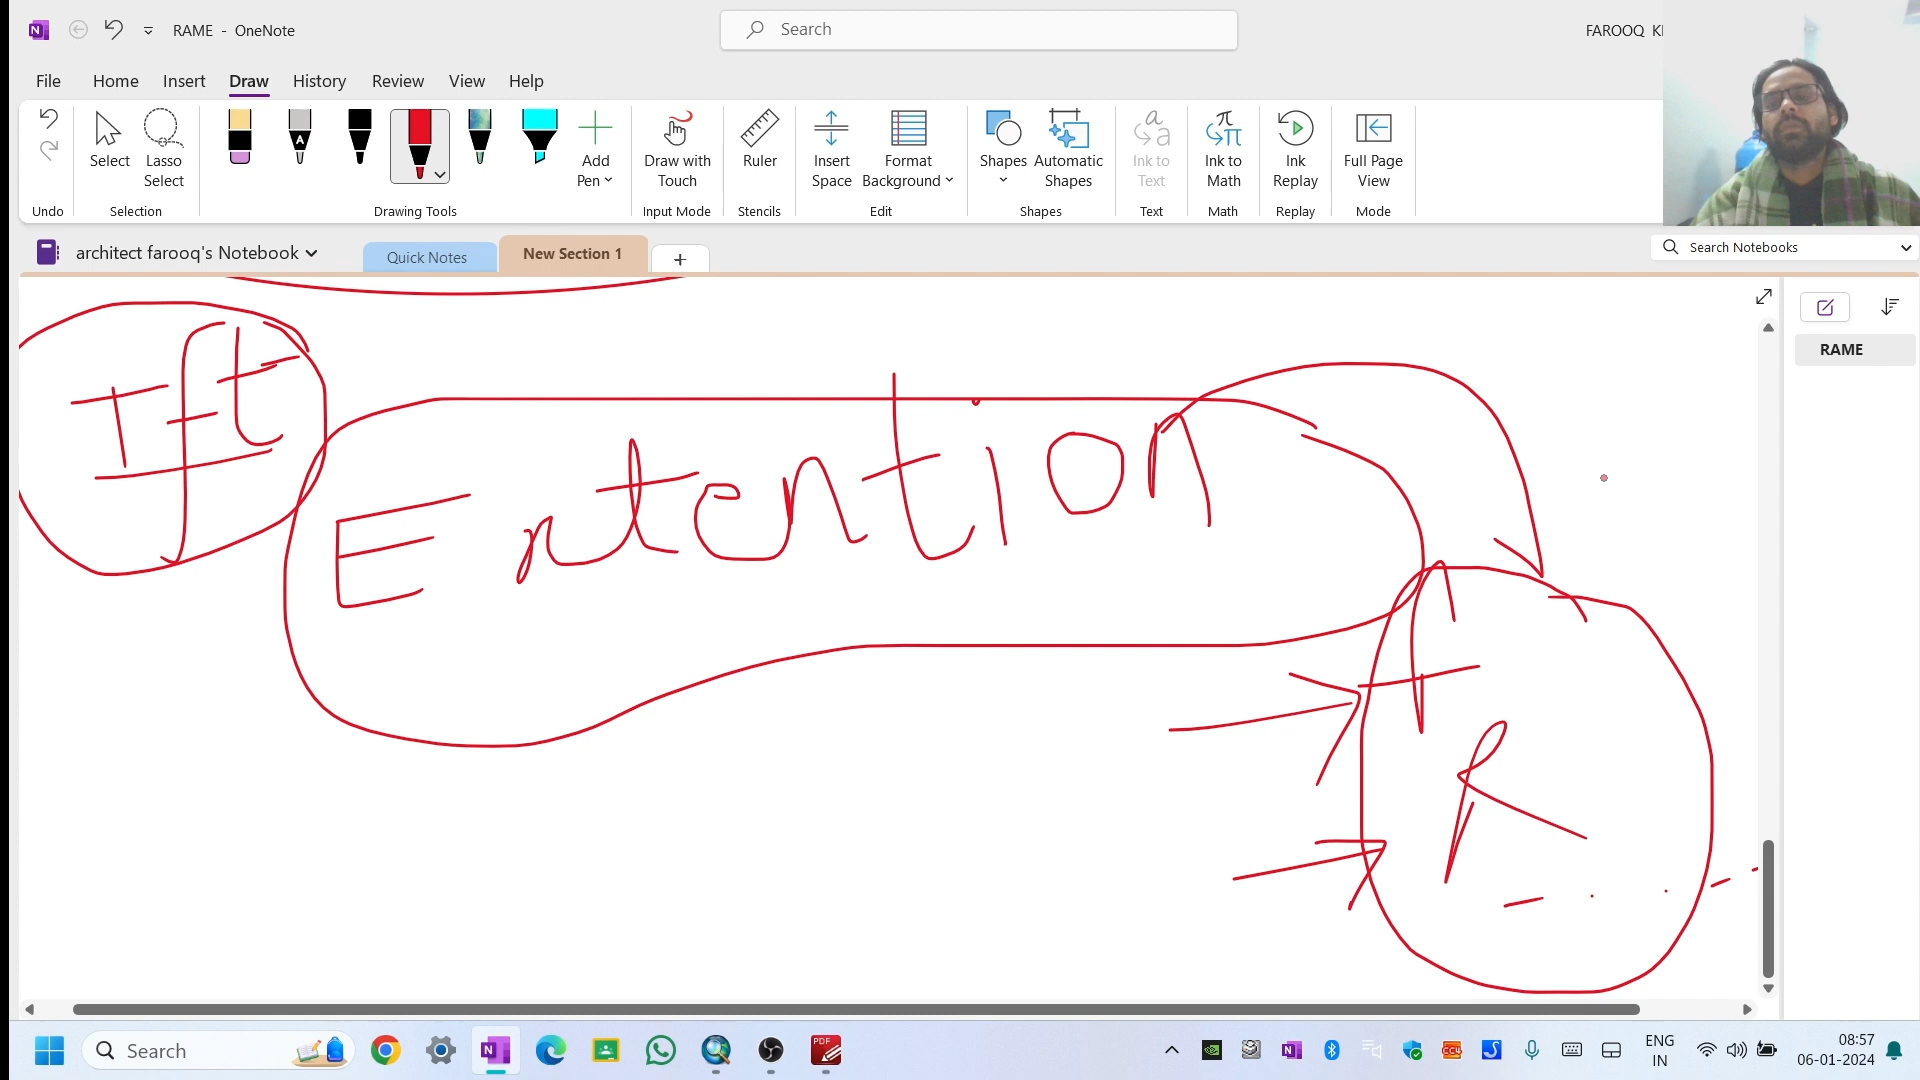 RAME - OneNote
Search
FAROOQ
File Home Insert Draw History Review View Help
Select
Lasso Select
Add Pen
Draw with Touch
Ruler
Insert Space
Format Background
Shapes
Automatic Shapes
Ink to Text
Ink to Math
Ink Replay
Full Page View
Undo Selection Drawing Tools Input Mode Stencils Edit Shapes Text Math Replay Mode
architect farooq's Notebook
Quick Notes
New Section 1
Search Notebooks
RAME
Ift
Extention
R
Search
PDF
ENG
IN
08:57
06-01-2024